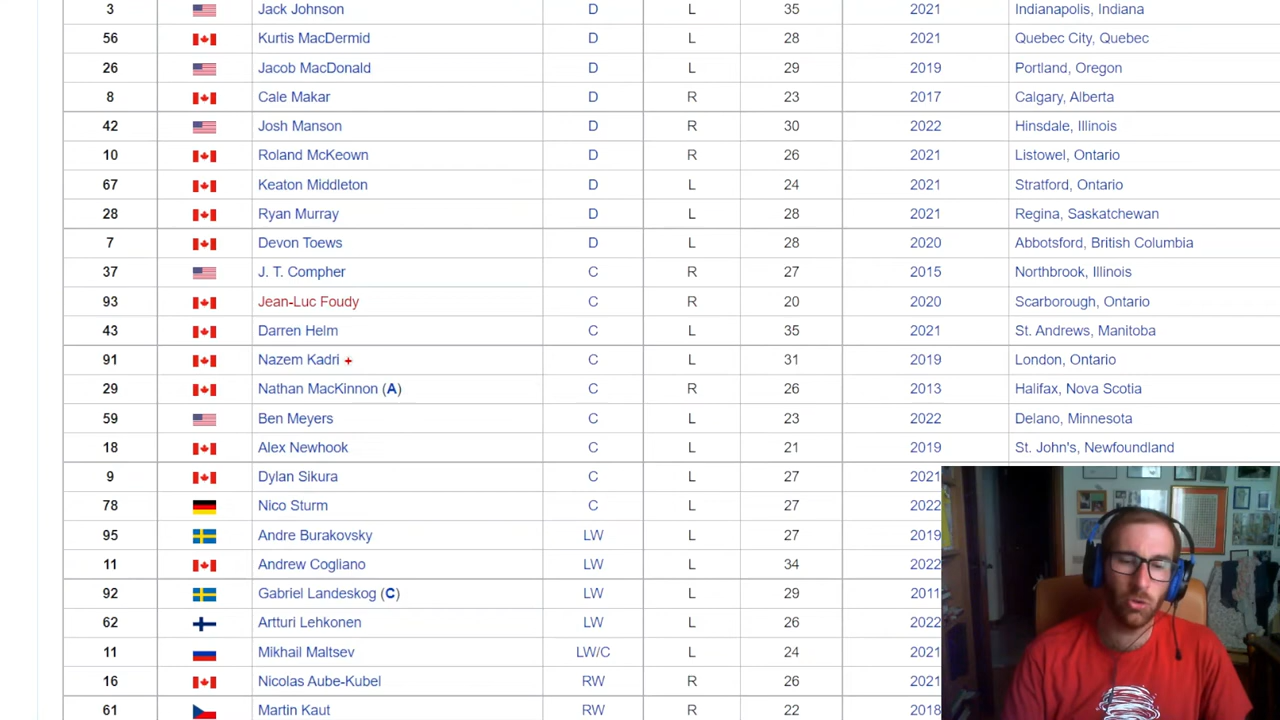 3 Jack Johnson D L 35 2021 Indianapolis, Indiana
56 Kurtis MacDermid D L 28 2021 Quebec City, Quebec
26 Jacob MacDonald D L 29 2019 Portland, Oregon
8 Cale Makar D R 23 2017 Calgary, Alberta
42 Josh Manson D R 30 2022 Hinsdale, Illinois
10 Roland McKeown D R 26 2021 Listowel, Ontario
67 Keaton Middleton D L 24 2021 Stratford, Ontario
28 Ryan Murray D L 28 2021 Regina, Saskatchewan
7 Devon Toews D L 28 2020 Abbotsford, British Columbia
37 J. T. Compher C R 27 2015 Northbrook, Illinois
93 Jean-Luc Foudy C R 20 2020 Scarborough, Ontario
43 Darren Helm C L 35 2021 St. Andrews, Manitoba
91 Nazem Kadri C L 31 2019 London, Ontario
29 Nathan MacKinnon (A) C R 26 2013 Halifax, Nova Scotia
59 Ben Meyers C L 23 2022 Delano, Minnesota
18 Alex Newhook C L 21 2019 St. John's, Newfoundland
9 Dylan Sikura C L 27 2021
78 Nico Sturm C L 27 2022
95 Andre Burakovsky LW L 27 2019
11 Andrew Cogliano LW L 34 2022
92 Gabriel Landeskog (C) LW L 29 2011
62 Artturi Lehkonen LW L 26 2022
11 Mikhail Maltsev LW/C L 24 2021
16 Nicolas Aube-Kubel RW R 26 2021
61 Martin Kaut RW R 22 2018